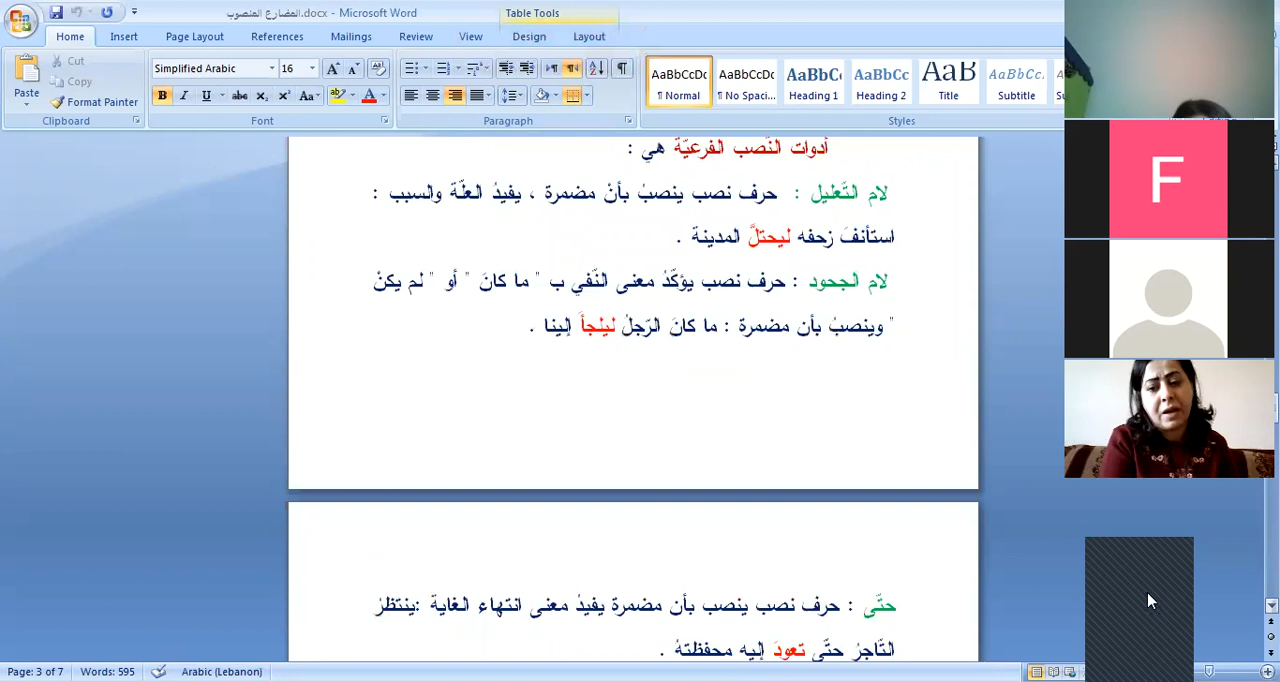 المضارع المنصوب.docx - Microsoft Word
Table Tools
Home Insert Page Layout References Mailings Review View Design Layout
Paste
Cut
Copy
Format Painter
Clipboard
Simplified Arabic 16
Font
Paragraph
AaBbCcDc AaBbCcDc AaBbC AaBbCc AaB AaBbCc
¶ Normal ¶ No Spaci... Heading 1 Heading 2 Title Subtitle
Styles
أدوات النّصب الفرعيّة هي :
لام التّعليل : حرف نصب ينصبُ بأنْ مضمرة ، يفيدُ العلّة والسبب :
استأنفَ زحفه ليحتلَّ المدينة .
لام الجحود : حرف نصب يؤكّدُ معنى النّفي ب " ما كانَ " أو " لم يكنْ
" وينصبُ بأن مضمرة : ما كانَ الرّجلُ ليلجأَ إلينا .
حتّى : حرف نصب ينصب بأن مضمرة يفيدُ معنى انتهاء الغاية :ينتظرُ
التّاجرُ حتّى تعودَ إليه محفظتهُ .
F
Page: 3 of 7 Words: 595 Arabic (Lebanon)